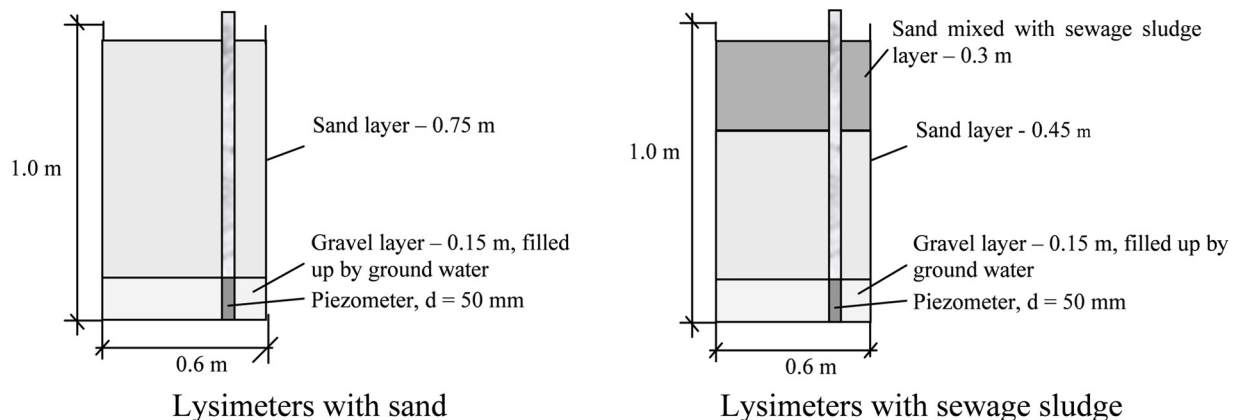 1.0 m
Sand layer – 0.75 m
Gravel layer – 0.15 m, filled
up by ground water
Piezometer, d = 50 mm
0.6 m
Lysimeters with sand
Sand mixed with sewage sludge
layer – 0.3 m
Sand layer - 0.45 m
1.0 m
Gravel layer – 0.15 m, filled up by
ground water
Piezometer, d = 50 mm
0.6 m
Lysimeters with sewage sludge